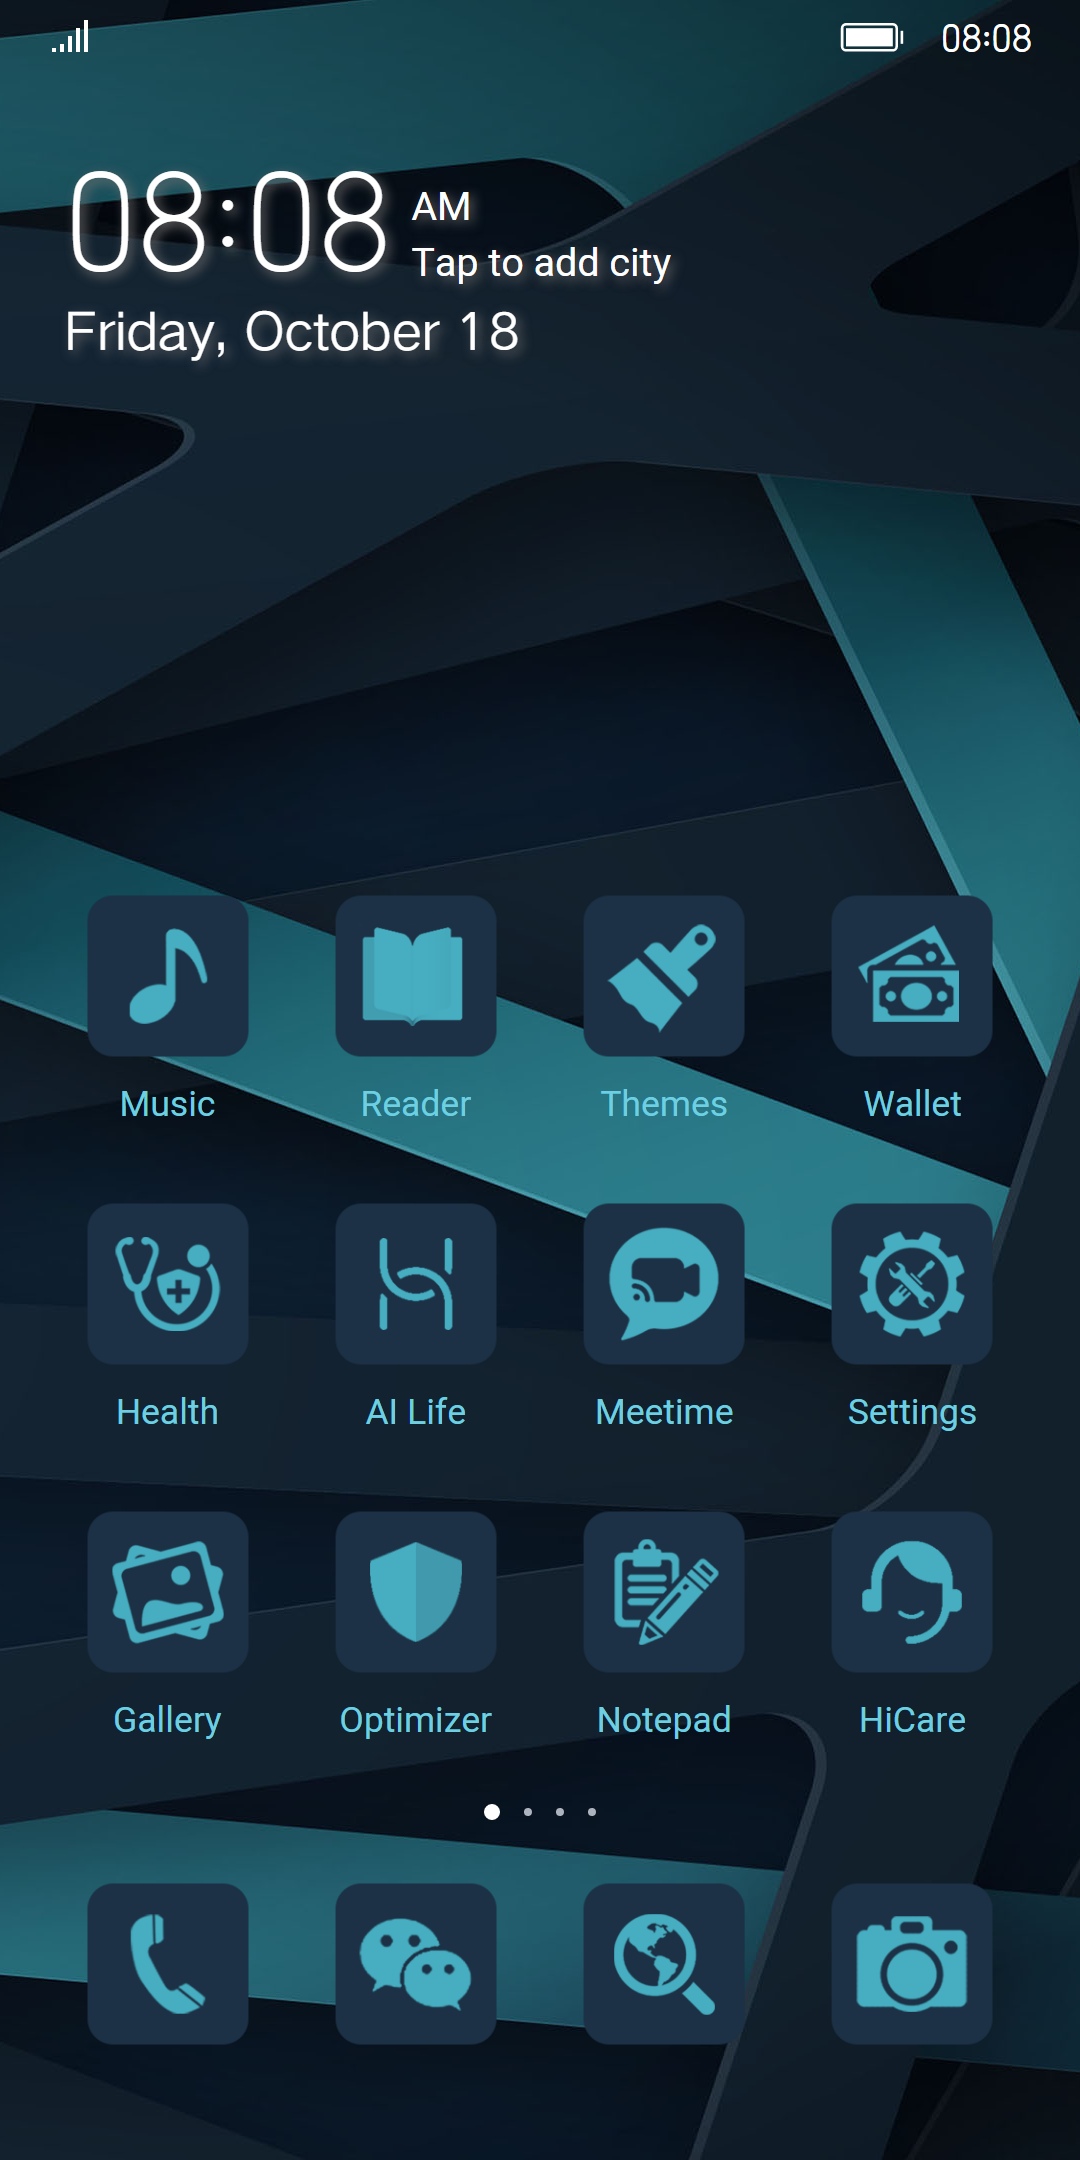 08:08
08:08 AM
Tap to add city
Friday, October 18
Music Reader Themes Wallet
Health AI Life Meetime Settings
Gallery Optimizer Notepad HiCare